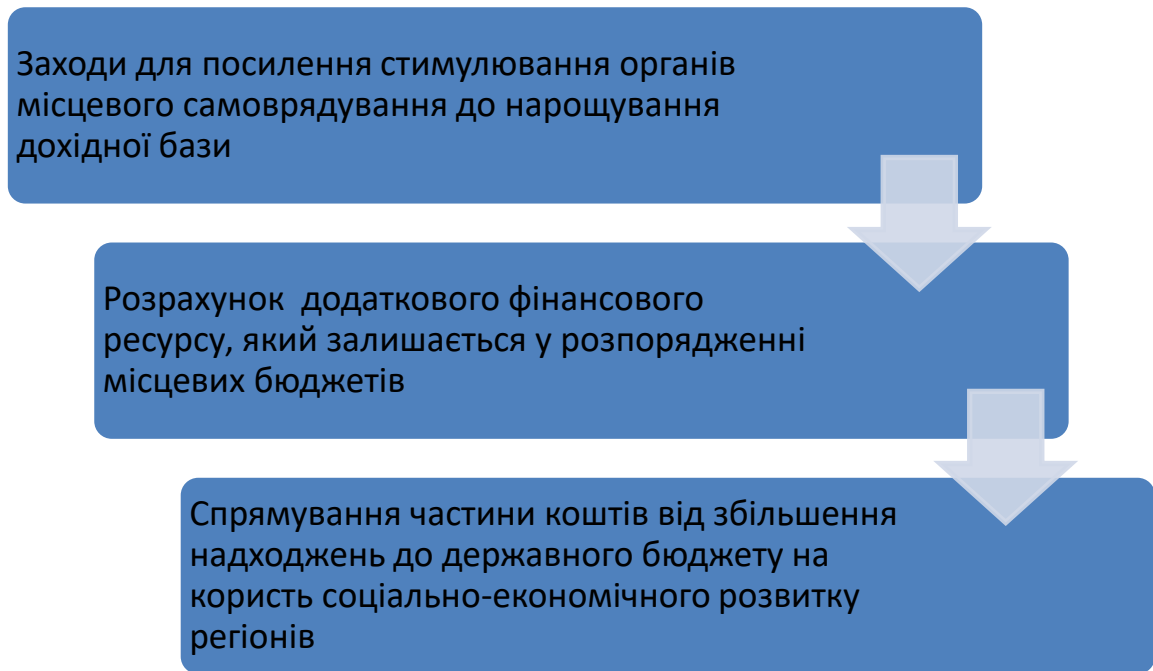 Заходи для посилення стимулювання органів
місцевого самоврядування до нарощування
дохідної бази
Розрахунок  додаткового фінансового
ресурсу, який залишається у розпорядженні
місцевих бюджетів
Спрямування частини коштів від збільшення
надходжень до державного бюджету на
користь соціально-економічного розвитку
регіонів